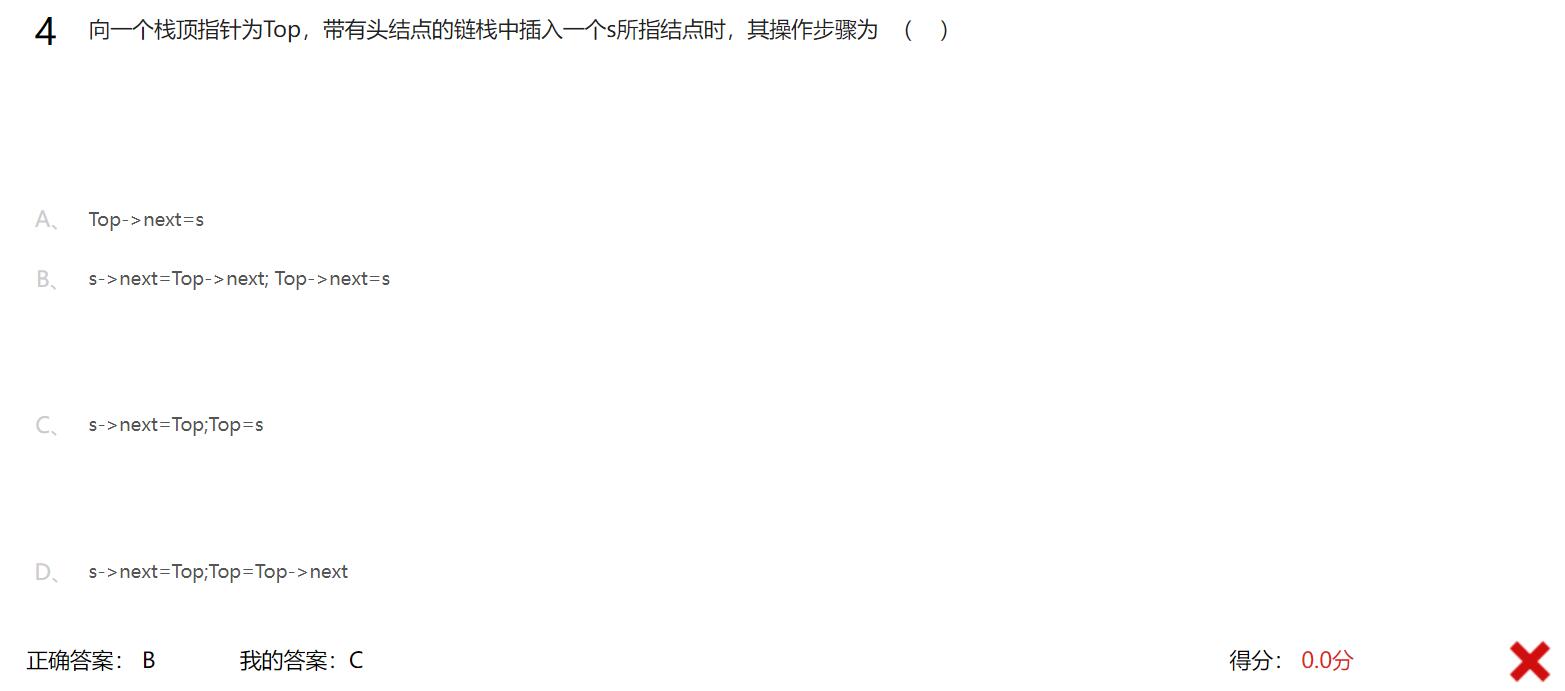 4 向一个栈顶指针为Top，带有头结点的链栈中插入一个s所指结点时，其操作步骤为 （ ）
A、 Top->next=s
B、 s->next=Top->next; Top->next=s
C、 s->next=Top;Top=s
D、 s->next=Top;Top=Top->next
正确答案： B 我的答案：C 得分： 0.0分